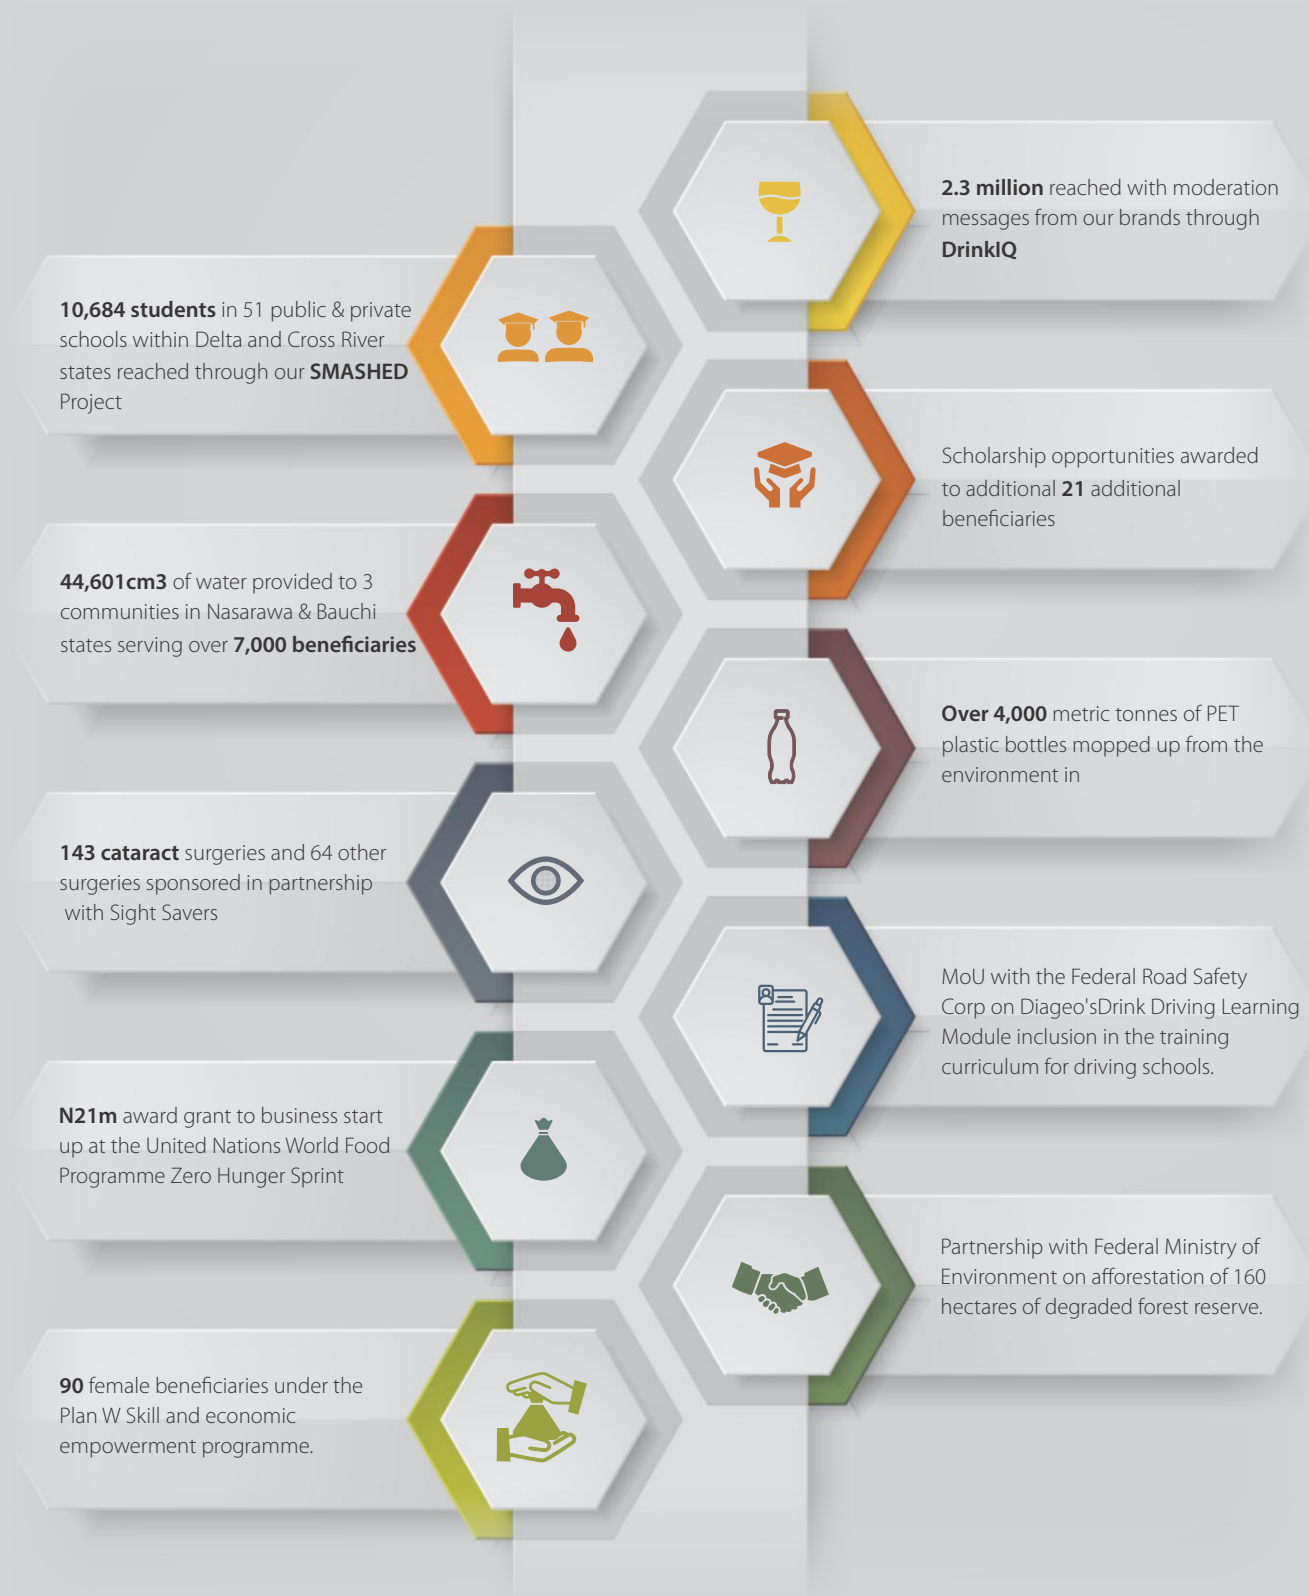 2.3 million reached with moderation
messages from our brands through
DrinkIQ
10,684 students in 51 public & private
schools within Delta and Cross River
states reached through our SMASHED
Project
Scholarship opportunities awarded
to additional 21 additional
beneficiaries
44,601cm3 of water provided to 3
communities in Nasarawa & Bauchi
states serving over 7,000 beneficiaries
Over 4,000 metric tonnes of PET
plastic bottles mopped up from the
environment in
143 cataract surgeries and 64 other
surgeries sponsored in partnership
with Sight Savers
MoU with the Federal Road Safety
Corp on Diageo'sDrink Driving Learning
Module inclusion in the training
curriculum for driving schools.
N21m award grant to business start
up at the United Nations World Food
Programme Zero Hunger Sprint
Partnership with Federal Ministry of
Environment on afforestation of 160
hectares of degraded forest reserve.
90 female beneficiaries under the
Plan W Skill and economic
empowerment programme.